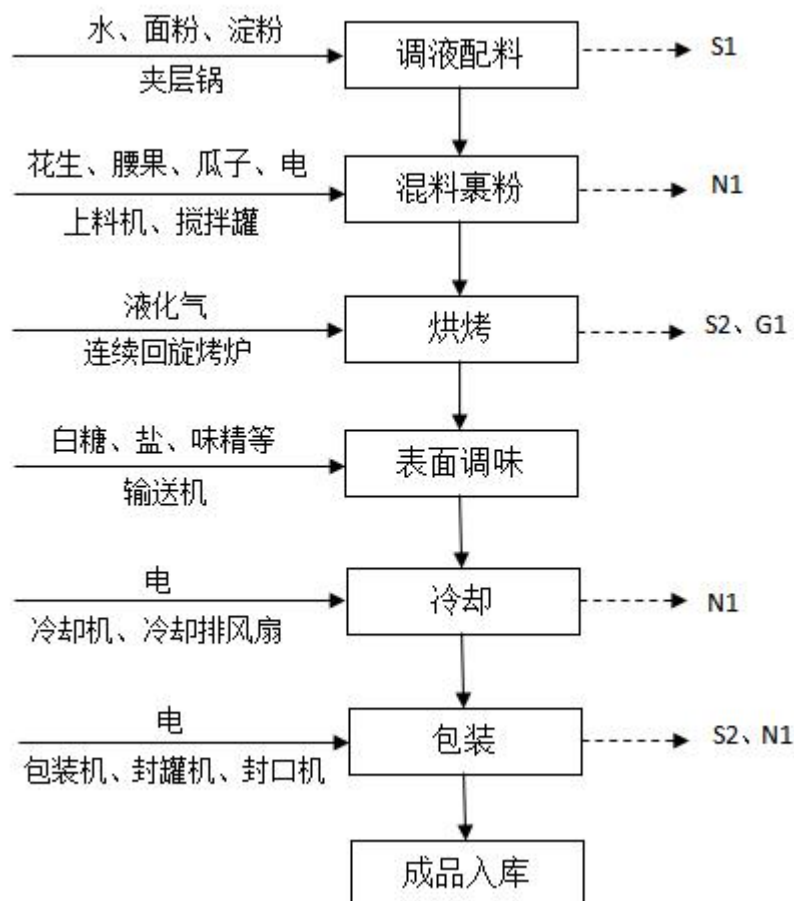 水、面粉、淀粉
夹层锅
调液配料
S1
花生、腰果、瓜子、电
上料机、搅拌罐
混料裹粉
N1
液化气
连续回旋烤炉
烘烤
S2、G1
白糖、盐、味精等
输送机
表面调味
电
冷却机、冷却排风扇
冷却
N1
电
包装机、封罐机、封口机
包装
S2、N1
成品入库